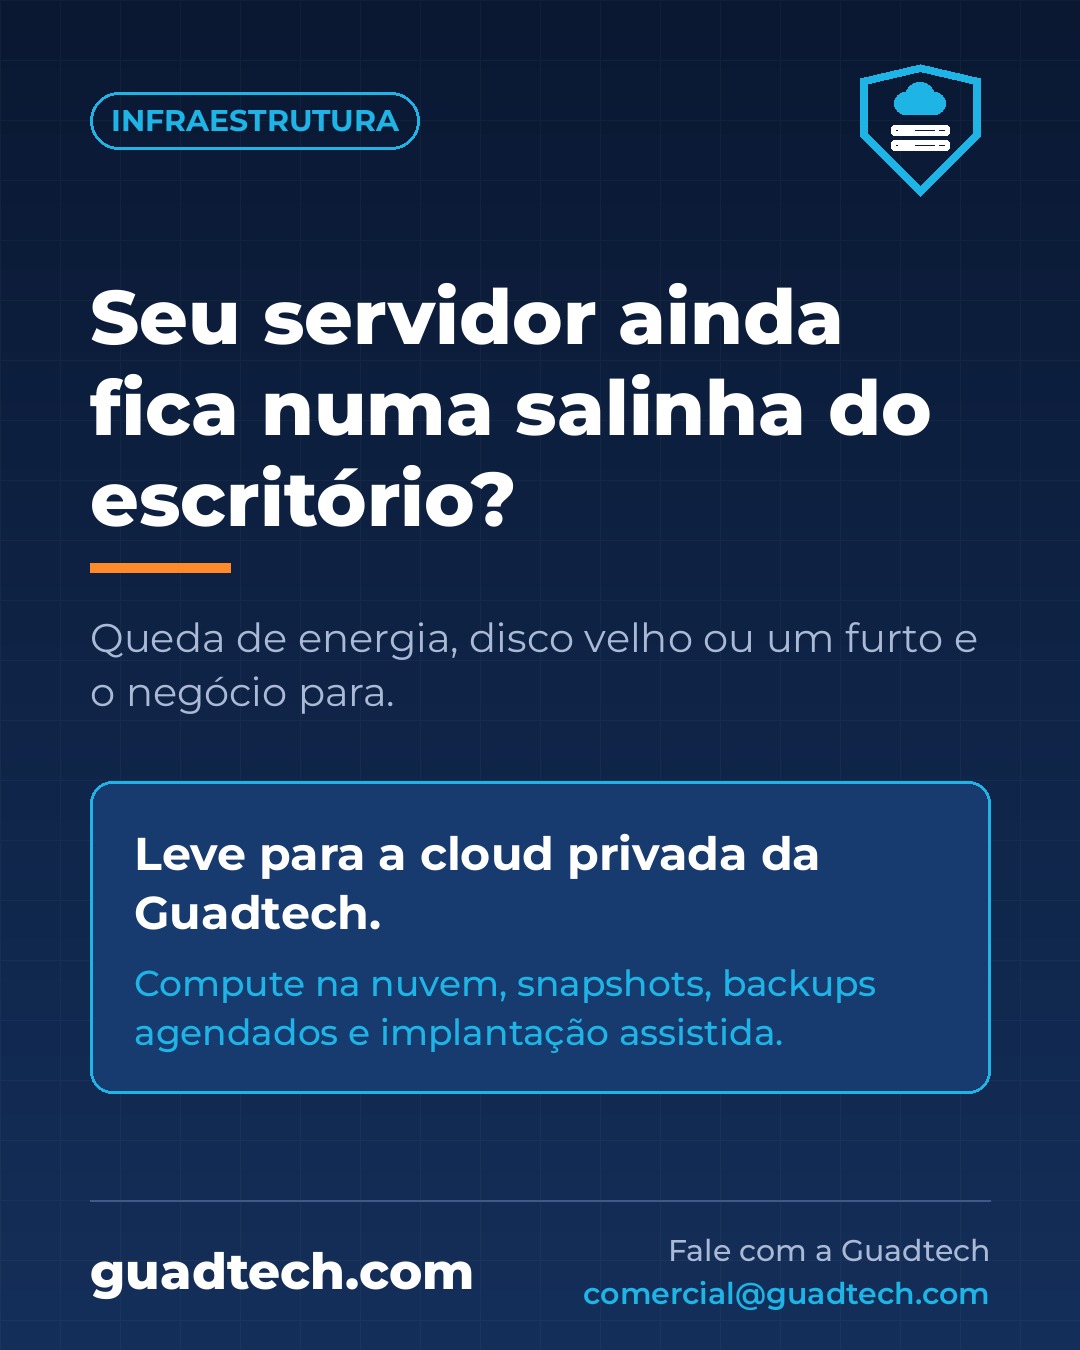 INFRAESTRUTURA
Seu servidor ainda
fica numa salinha do
escritório?
Queda de energia, disco velho ou um furto e
o negócio para.
Leve para a cloud privada da
Guadtech.
Compute na nuvem, snapshots, backups
agendados e implantação assistida.
guadtech.com
Fale com a Guadtech
comercial@guadtech.com